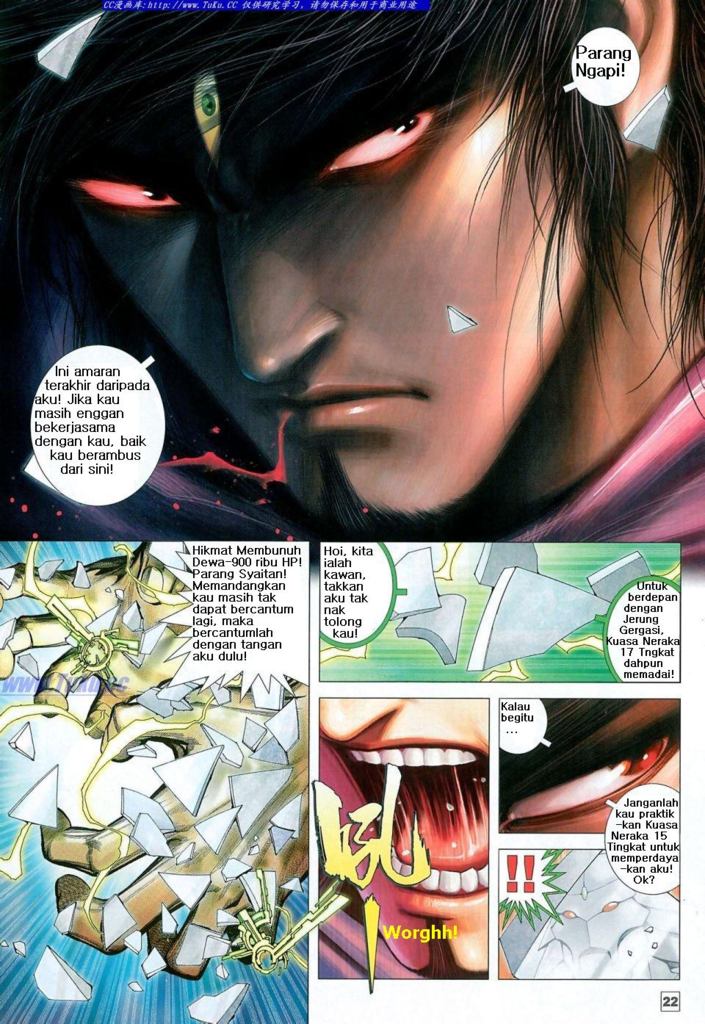 CC漫画库:http://www.TuKu.CC 仅供研究学习，请勿保存和用于商业用途
Parang
Ngapi!
Ini amaran
terakhir daripada
aku! Jika kau
masih enggan
bekerjasama
dengan kau, baik
kau berambus
dari sini!
Hikmat Membunuh
Dewa-900 ribu HP!
Parang Syaitan!
Memandangkan
kau masih tak
dapat bercantum
lagi, maka
bercantumlah
dengan tangan
aku dulu!
www.TuKu.cc
Hoi, kita
ialah
kawan,
takkan
aku tak
nak
tolong
kau!
Untuk
berdepan
dengan
Jerung
Gergasi,
Kuasa Neraka
17 Tngkat
dahpun
memadai!
吼
Worghh!
Kalau
begitu
...
Janganlah
kau praktik
-kan Kuasa
Neraka 15
Tingkat untuk
memperdaya
-kan aku!
Ok?
!!
22